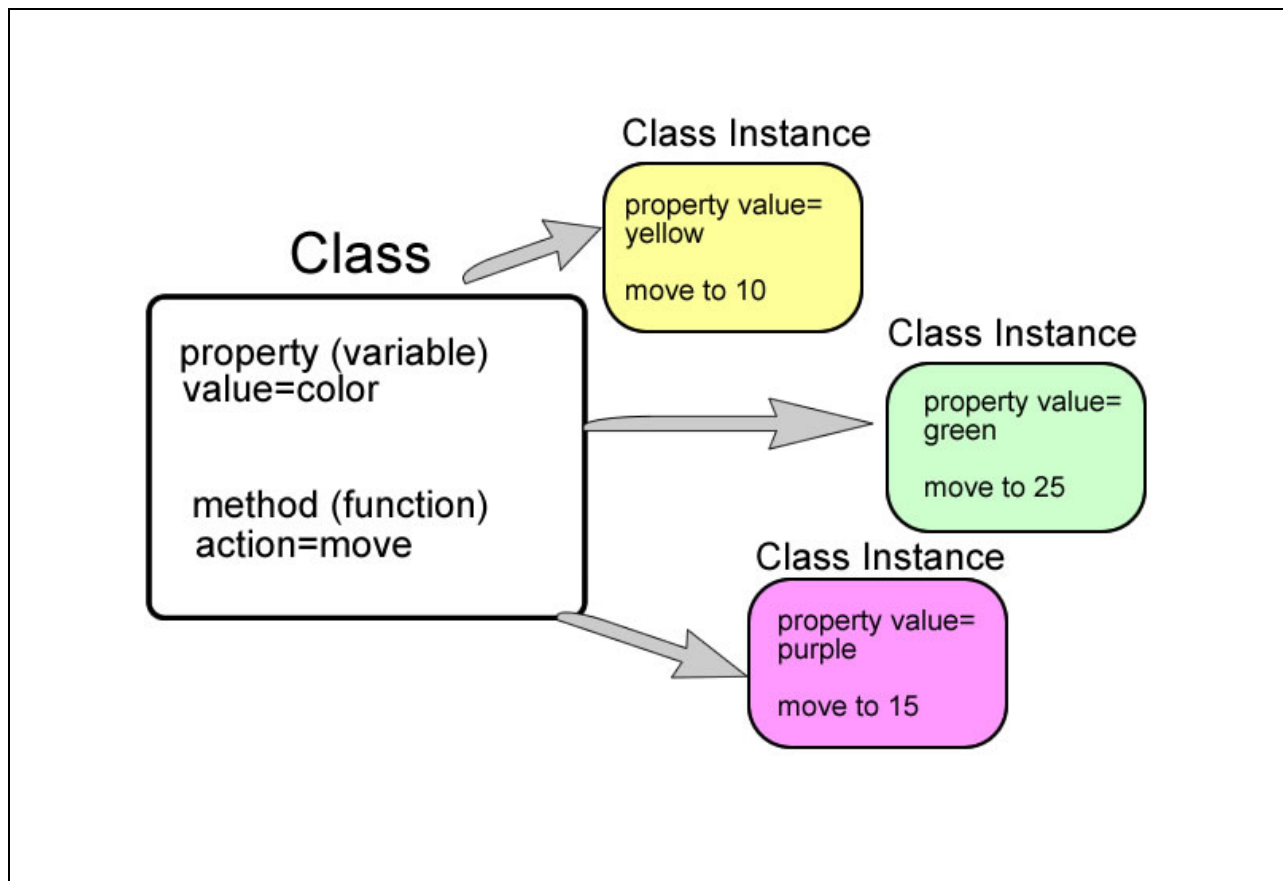 Class
property (variable)
value=color
method (function)
action=move
Class Instance
property value=
yellow
move to 10
Class Instance
property value=
green
move to 25
Class Instance
property value=
purple
move to 15